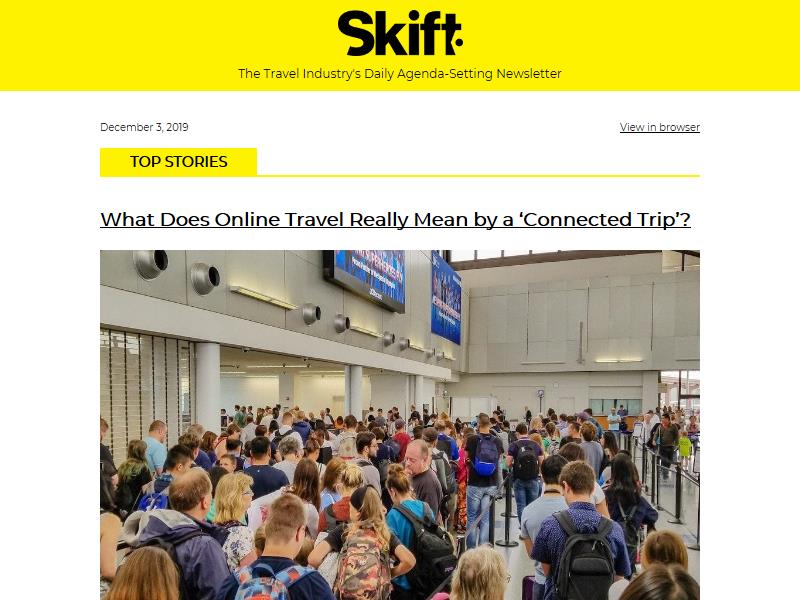 Skift
The Travel Industry's Daily Agenda-Setting Newsletter
December 3, 2019
View in browser
TOP STORIES
What Does Online Travel Really Mean by a ‘Connected Trip’?